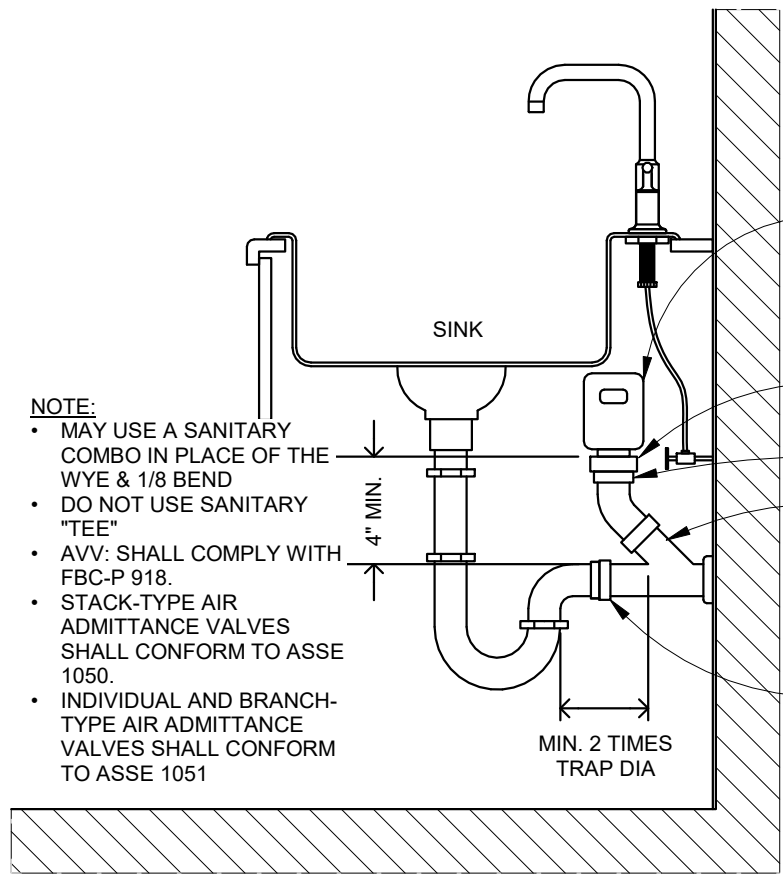 SINK
NOTE:
• MAY USE A SANITARY
COMBO IN PLACE OF THE
WYE & 1/8 BEND
• DO NOT USE SANITARY
"TEE"
• AVV: SHALL COMPLY WITH
FBC-P 918.
• STACK-TYPE AIR
ADMITTANCE VALVES
SHALL CONFORM TO ASSE
1050.
• INDIVIDUAL AND BRANCH-
TYPE AIR ADMITTANCE
VALVES SHALL CONFORM
TO ASSE 1051
4" MIN.
MIN. 2 TIMES
TRAP DIA